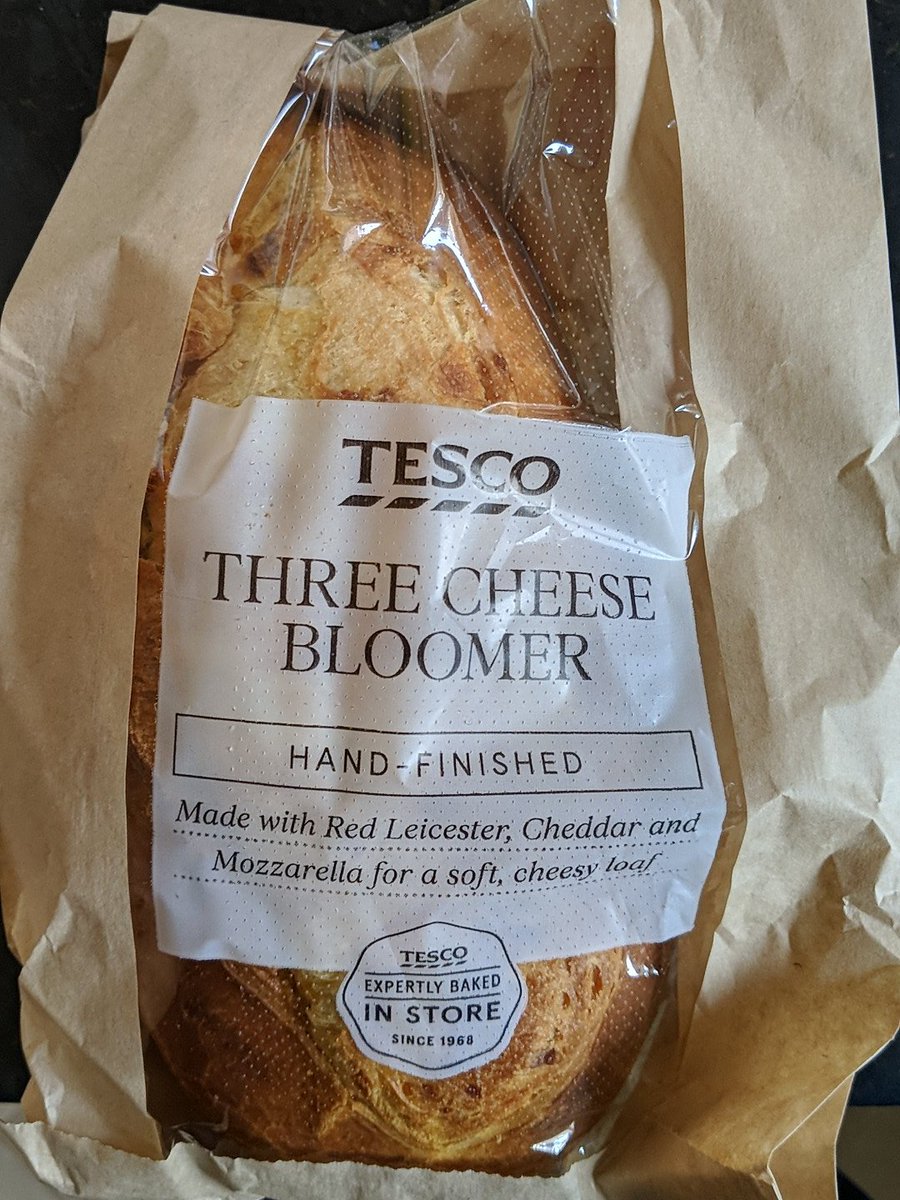 TESCO
THREE CHEESE
BLOOMER
HAND-FINISHED
Made with Red Leicester, Cheddar and
Mozzarella for a soft, cheesy loaf
TESCO
EXPERTLY BAKED
IN STORE
SINCE 1968